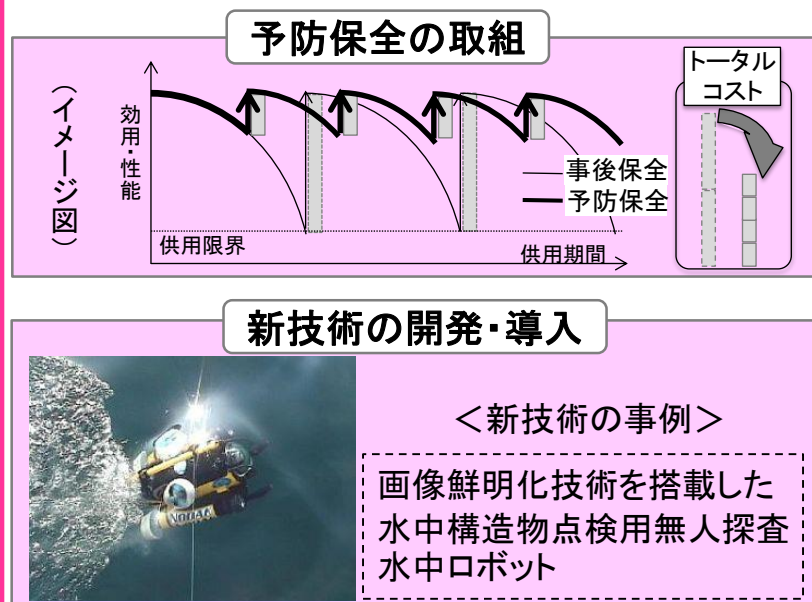 予防保全の取組
トータル
コスト
（イメージ図）
効用・性能
事後保全
予防保全
供用限界
供用期間
新技術の開発・導入
＜新技術の事例＞
画像鮮明化技術を搭載した
水中構造物点検用無人探査
水中ロボット